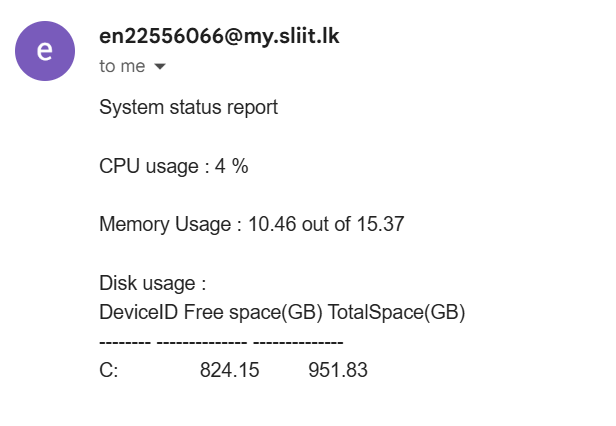 e
en22556066@my.sliit.lk
to me
System status report
CPU usage : 4 %
Memory Usage : 10.46 out of 15.37
Disk usage :
DeviceID Free space(GB) TotalSpace(GB)
-------- -------------- --------------
C: 824.15 951.83